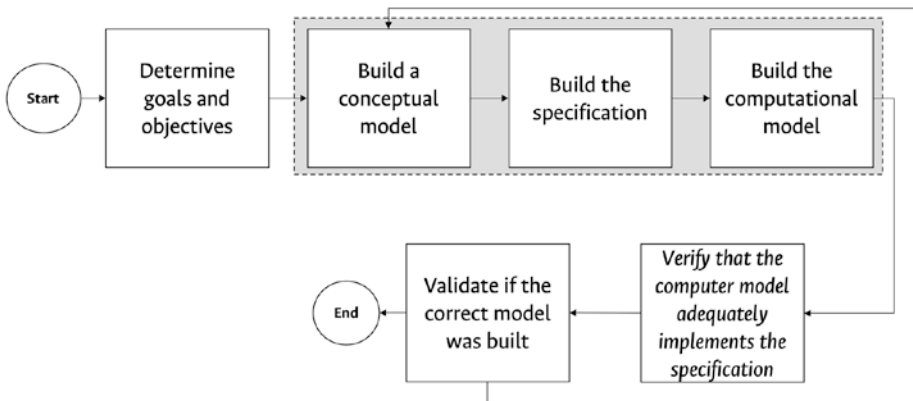 Start
Determine
goals and
objectives
Build a
conceptual
model
Build the
specification
Build the
computational
model
Verify that the
computer model
adequately
implements the
specification
Validate if the
correct model
was built
End